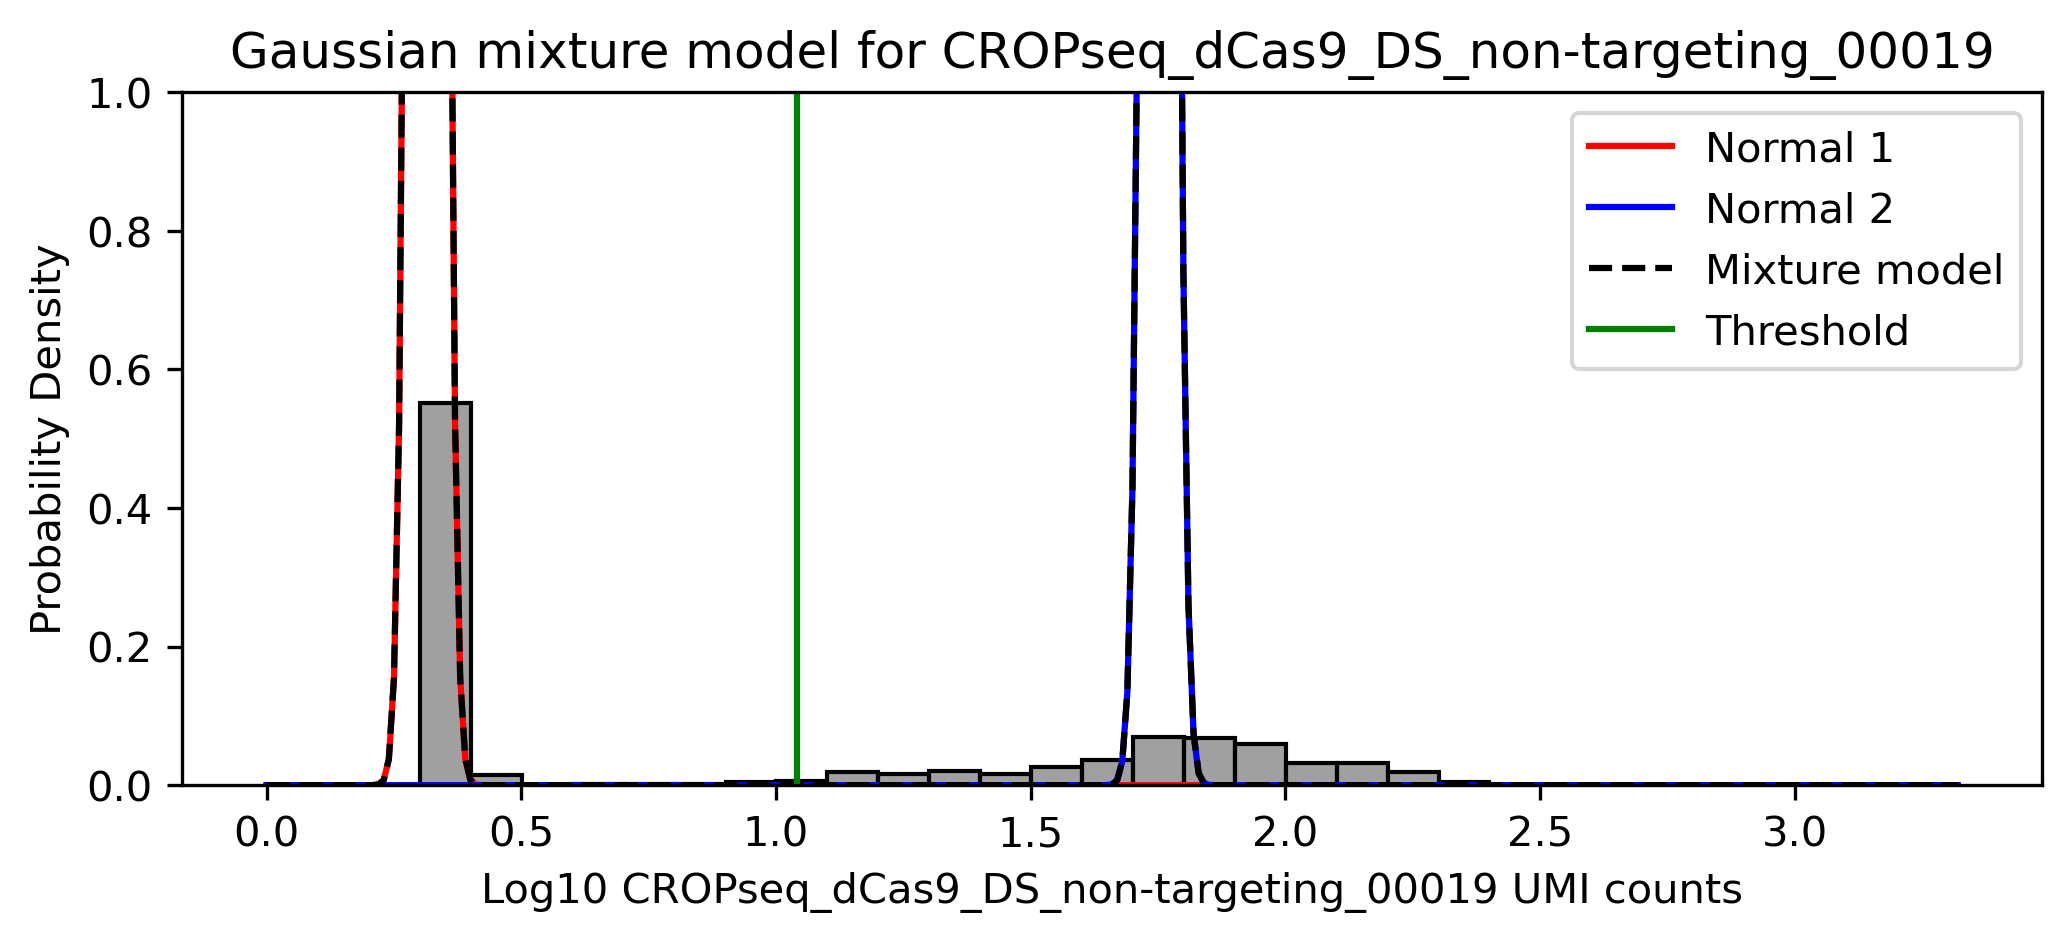 Gaussian mixture model for CROPseq_dCas9_DS_non-targeting_00019
Probability Density
1.0
0.8
0.6
0.4
0.2
0.0
Normal 1
Normal 2
Mixture model
Threshold
0.0 0.5 1.0 1.5 2.0 2.5 3.0
Log10 CROPseq_dCas9_DS_non-targeting_00019 UMI counts